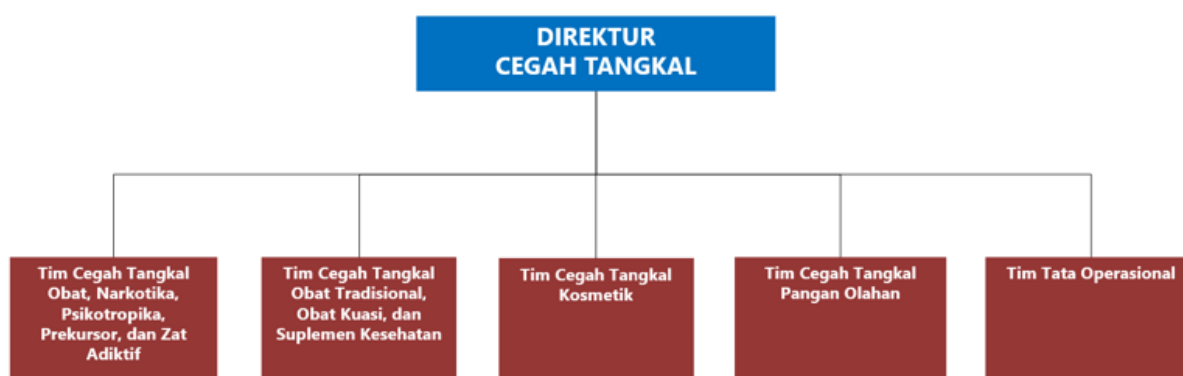 DIREKTUR
CEGAH TANGKAL
Tim Cegah Tangkal
Obat, Narkotika,
Psikotropika,
Prekursor, dan Zat
Adiktif
Tim Cegah Tangkal
Obat Tradisional,
Obat Kuasi, dan
Suplemen Kesehatan
Tim Cegah Tangkal
Kosmetik
Tim Cegah Tangkal
Pangan Olahan
Tim Tata Operasional